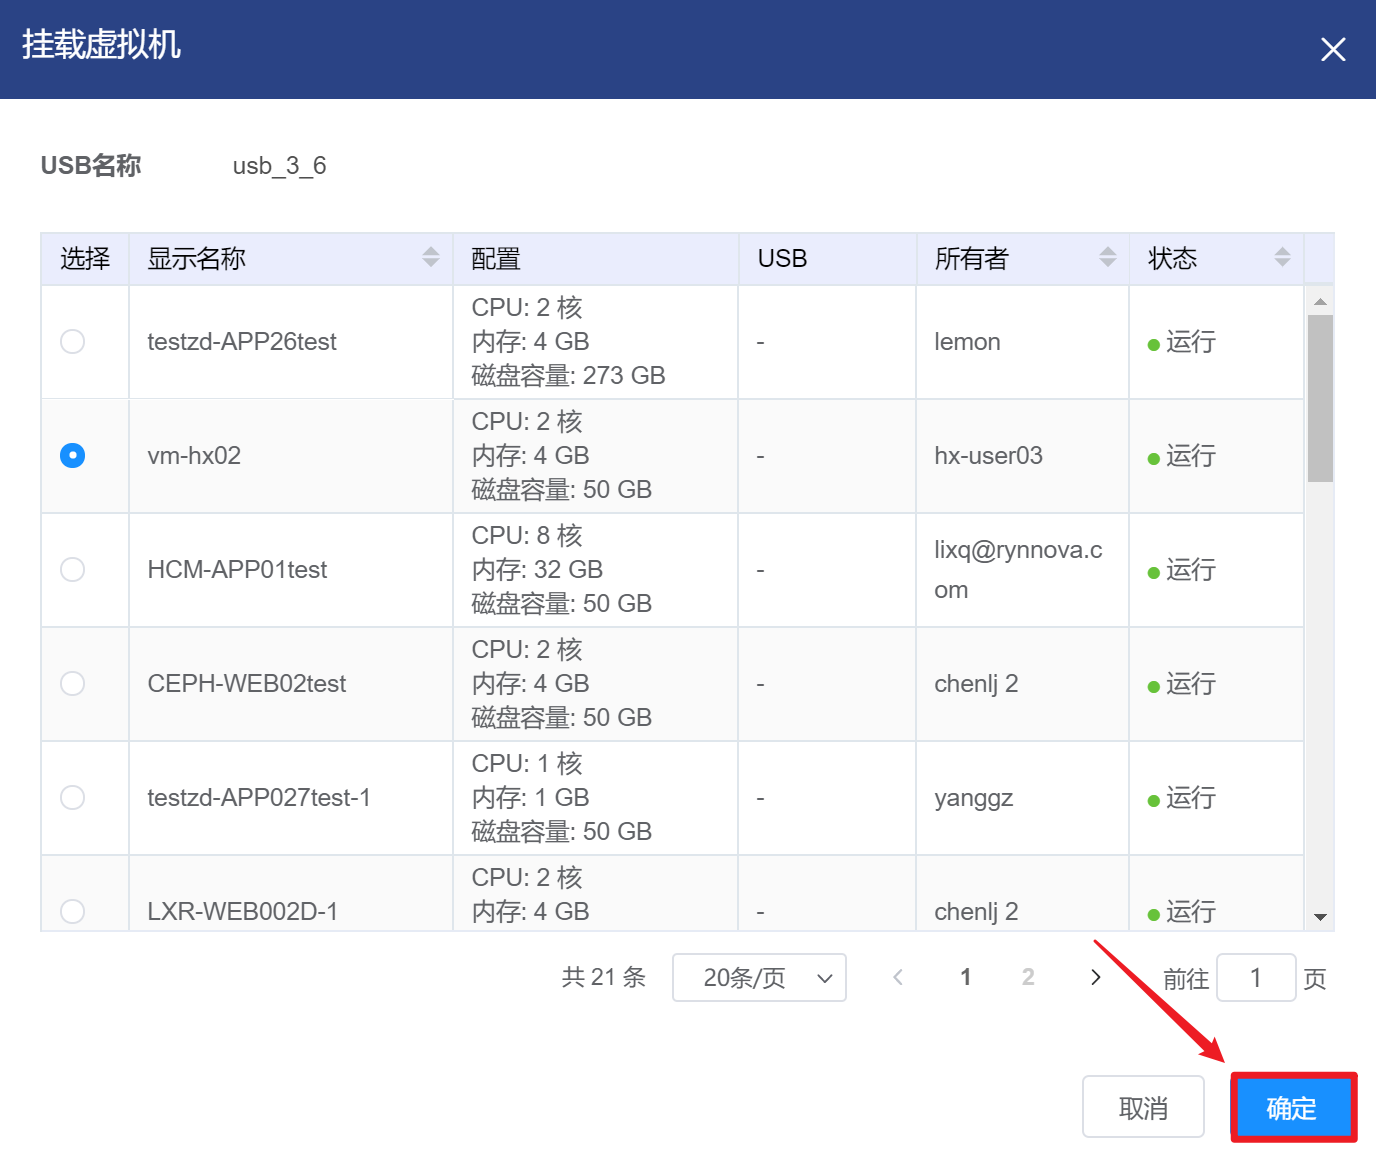 挂载虚拟机
USB名称 usb_3_6
选择 显示名称 配置 USB 所有者 状态
testzd-APP26test CPU: 2 核 内存: 4 GB 磁盘容量: 273 GB - lemon 运行
vm-hx02 CPU: 2 核 内存: 4 GB 磁盘容量: 50 GB - hx-user03 运行
HCM-APP01test CPU: 8 核 内存: 32 GB 磁盘容量: 50 GB - lixq@rynnova.com 运行
CEPH-WEB02test CPU: 2 核 内存: 4 GB 磁盘容量: 50 GB - chenlj 2 运行
testzd-APP027test-1 CPU: 1 核 内存: 1 GB 磁盘容量: 50 GB - yanggz 运行
LXR-WEB002D-1 CPU: 2 核 内存: 4 GB - chenlj 2 运行
共 21 条 20条/页 1 2 前往 1 页
取消 确定